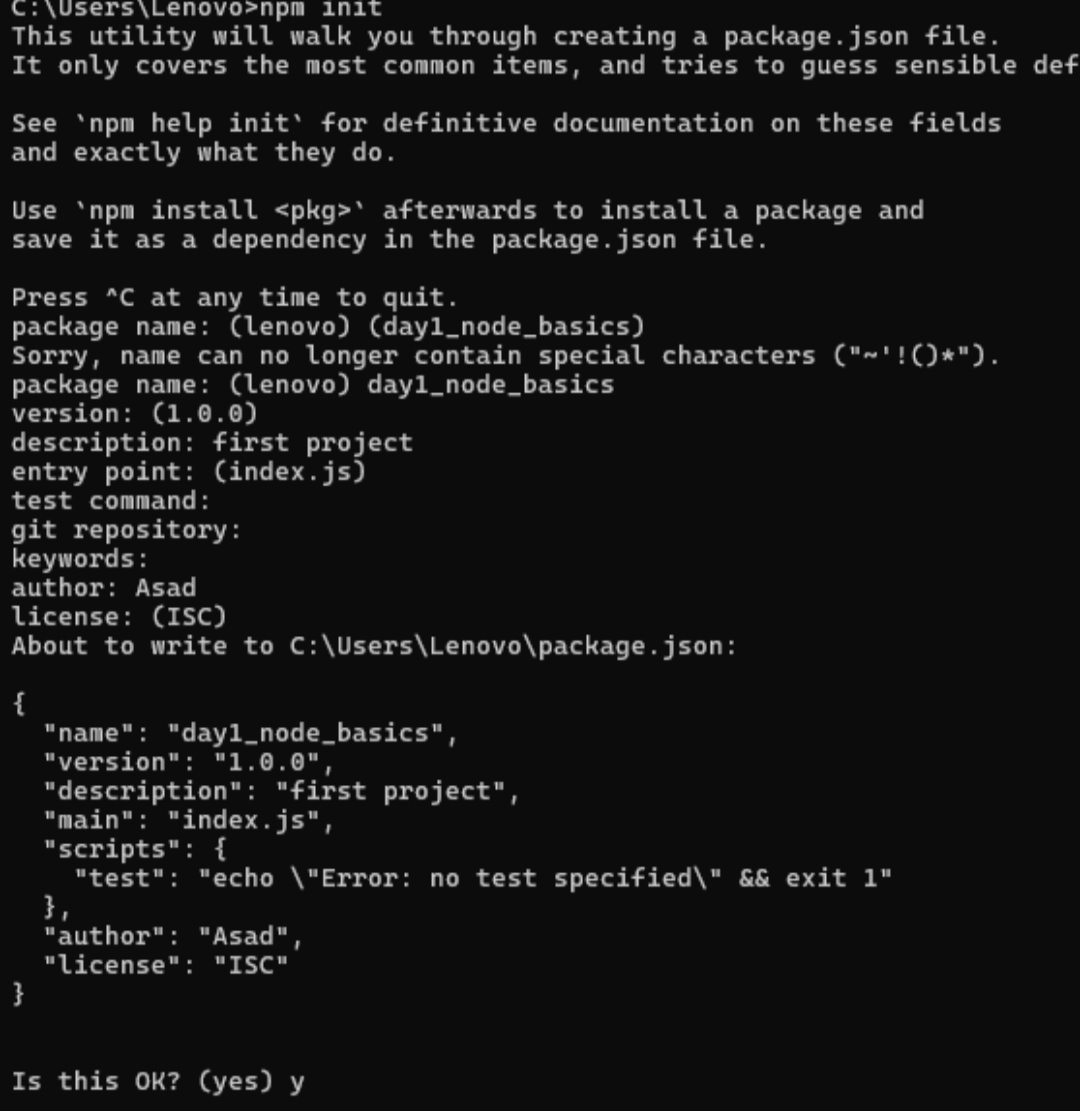 C:\Users\Lenovo>npm init
This utility will walk you through creating a package.json file.
It only covers the most common items, and tries to guess sensible def

See `npm help init` for definitive documentation on these fields
and exactly what they do.

Use `npm install <pkg>` afterwards to install a package and
save it as a dependency in the package.json file.

Press ^C at any time to quit.
package name: (lenovo) (day1_node_basics)
Sorry, name can no longer contain special characters ("~'!()*").
package name: (lenovo) day1_node_basics
version: (1.0.0)
description: first project
entry point: (index.js)
test command:
git repository:
keywords:
author: Asad
license: (ISC)
About to write to C:\Users\Lenovo\package.json:

{
  "name": "day1_node_basics",
  "version": "1.0.0",
  "description": "first project",
  "main": "index.js",
  "scripts": {
    "test": "echo \"Error: no test specified\" && exit 1"
  },
  "author": "Asad",
  "license": "ISC"
}


Is this OK? (yes) y